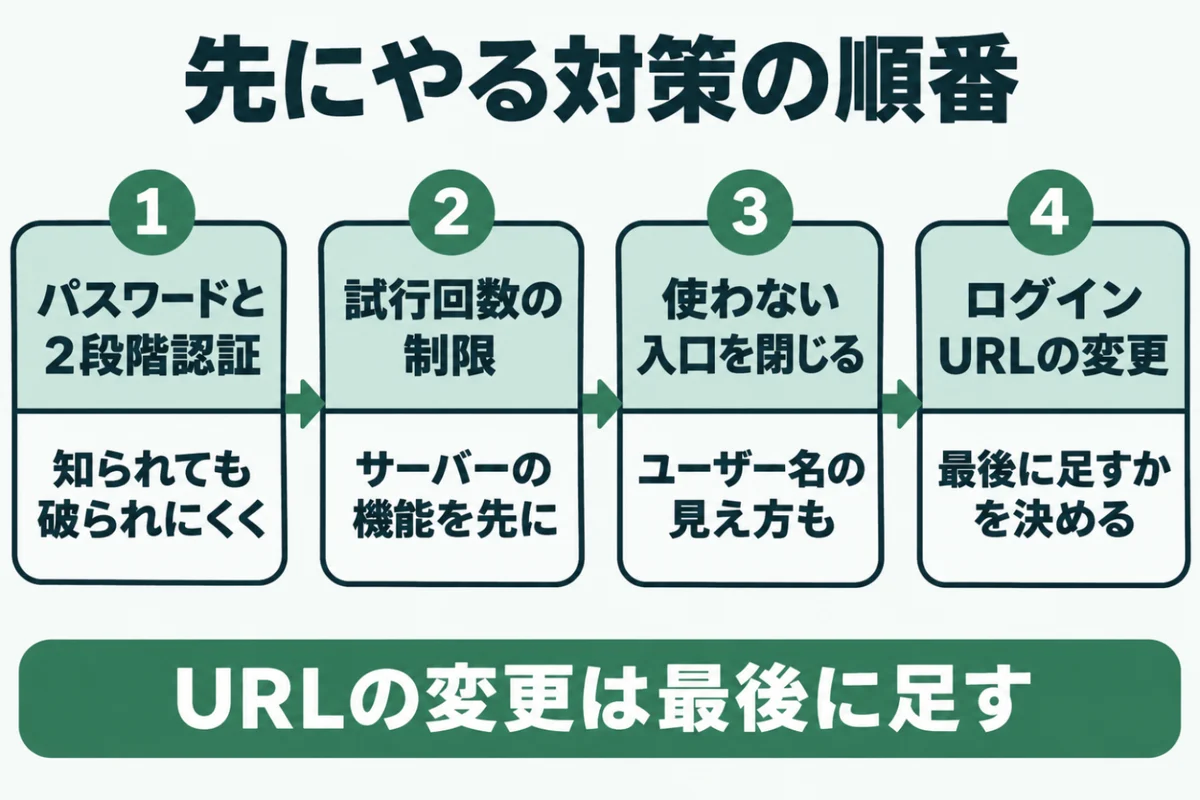 先にやる対策の順番
1
パスワードと
2段階認証
知られても
破られにくく
2
試行回数の
制限
サーバーの
機能を先に
3
使わない
入口を閉じる
ユーザー名の
見え方も
4
ログイン
URLの変更
最後に足すか
を決める
URLの変更は最後に足す